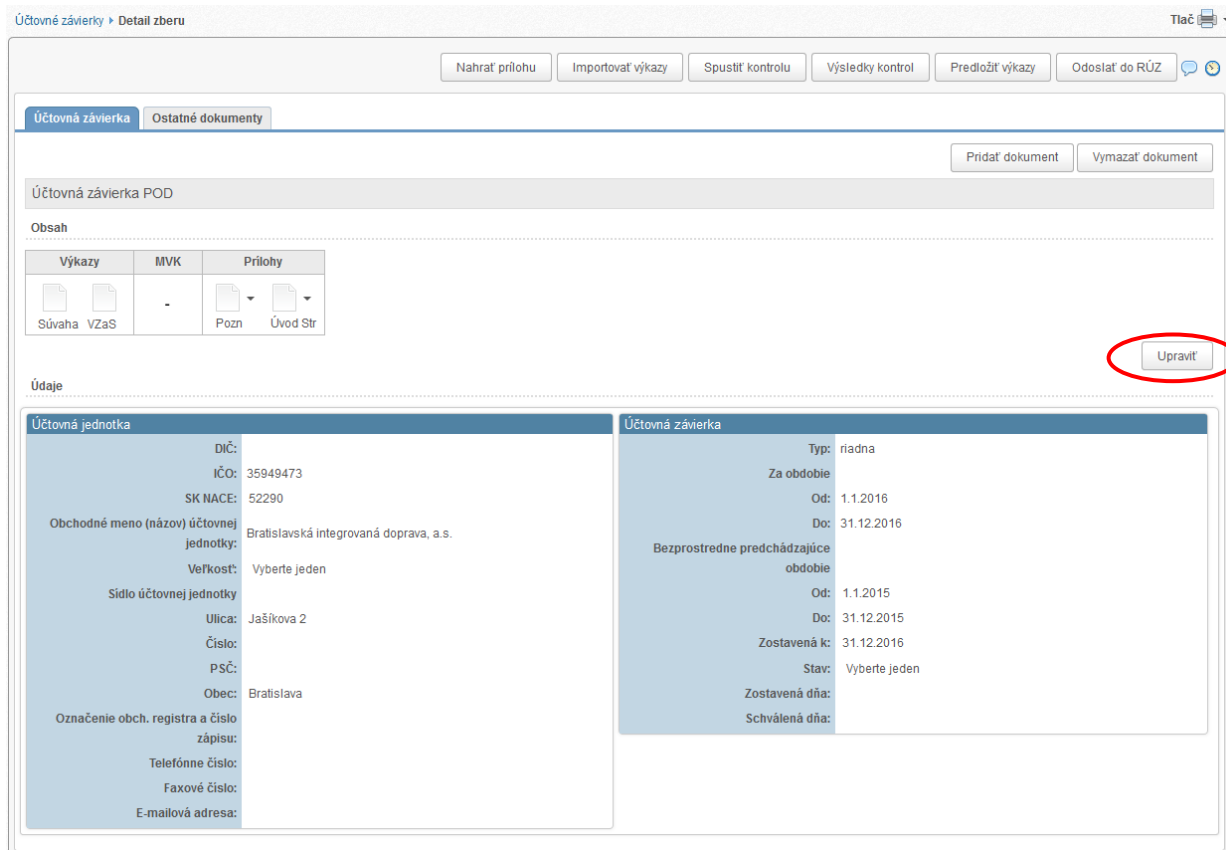 Účtovné závierky ▸ Detail zberu
Tlač
Nahrať prílohu
Importovať výkazy
Spustiť kontrolu
Výsledky kontrol
Predložiť výkazy
Odoslať do RÚZ
Účtovná závierka
Ostatné dokumenty
Pridať dokument
Vymazať dokument
Účtovná závierka POD
Obsah
Výkazy MVK Prílohy
Súvaha VZaS - Pozn Úvod Str
Upraviť
Údaje
Účtovná jednotka
DIČ:
IČO: 35949473
SK NACE: 52290
Obchodné meno (názov) účtovnej
jednotky: Bratislavská integrovaná doprava, a.s.
Veľkosť: Vyberte jeden
Sídlo účtovnej jednotky
Ulica: Jašíkova 2
Číslo:
PSČ:
Obec: Bratislava
Označenie obch. registra a číslo
zápisu:
Telefónne číslo:
Faxové číslo:
E-mailová adresa:
Účtovná závierka
Typ: riadna
Za obdobie
Od: 1.1.2016
Do: 31.12.2016
Bezprostredne predchádzajúce
obdobie
Od: 1.1.2015
Do: 31.12.2015
Zostavená k: 31.12.2016
Stav: Vyberte jeden
Zostavená dňa:
Schválená dňa: